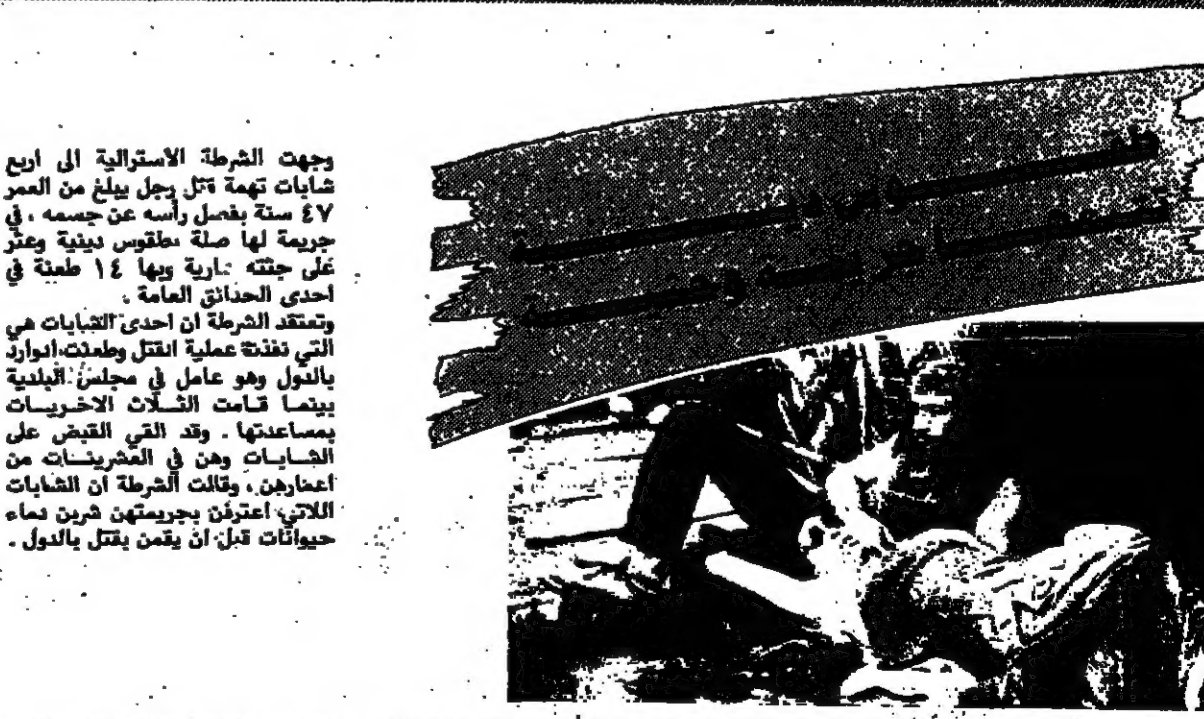 وجهت الشرطة الاسترالية الى اربع
شابات تهمة قتل رجل يبلغ من العمر
٤٧ سنة بفصل رأسه عن جسمه ، في
جريمة لها صلة بطقوس دينية وعثر
على جثته عارية وبها ١٤ طعنة في
احدى الحدائق العامة .
وتعتقد الشرطة ان احدى الشابات هي
التي نفذت عملية القتل وطعنت ادوارد
بالدول وهو عامل في مجلس البلدية
بينما قامت الثلاث الاخريات
بمساعدتها . وقد القي القبض على
الشابات وهن في العشرينات من
اعمارهن ، وقالت الشرطة ان الشابات
اللاتي اعترفن بجريمتهن شربن دماء
حيوانات قبل ان يقمن بقتل بالدول .